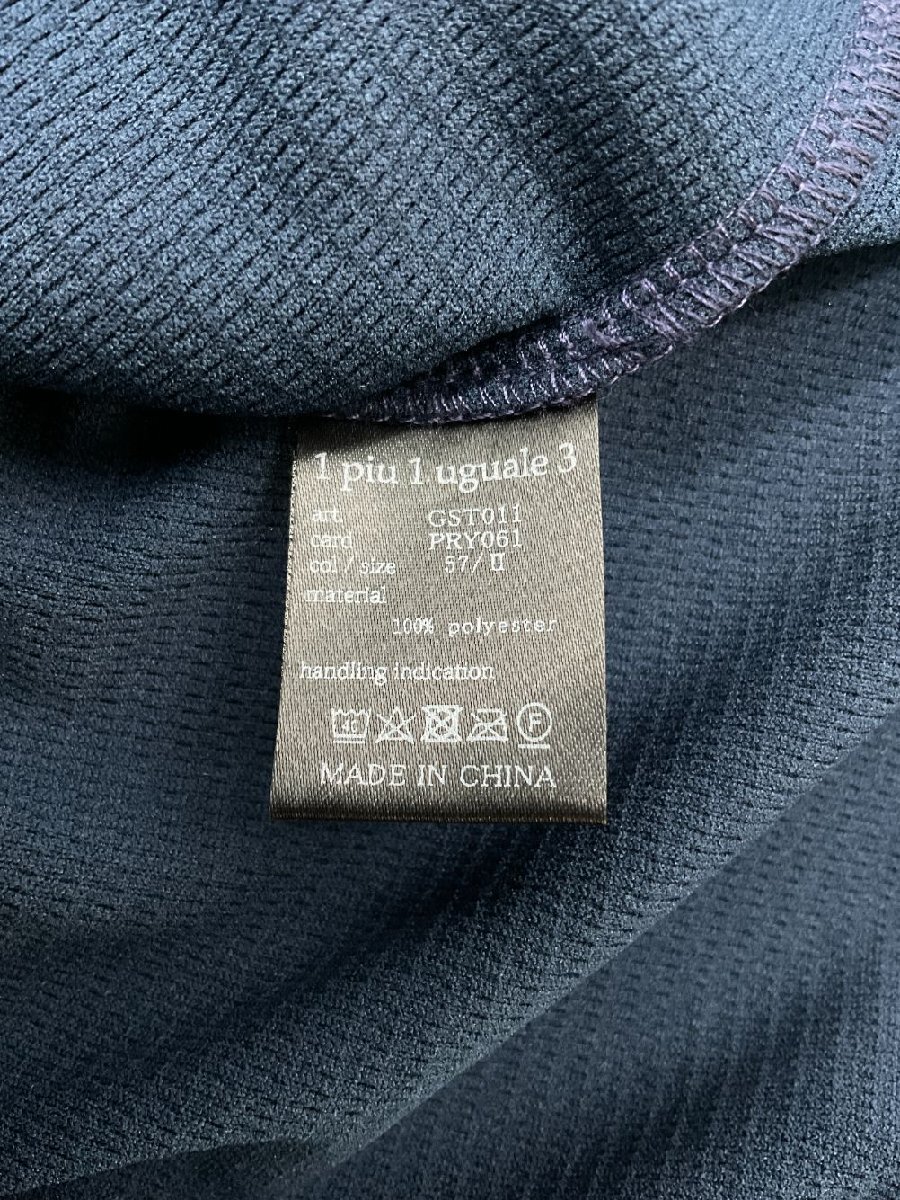 1 più 1 uguale 3
art GST011
card PRY061
col / size 57/Ⅱ
material
100% polyester
handling indication
F
MADE IN CHINA